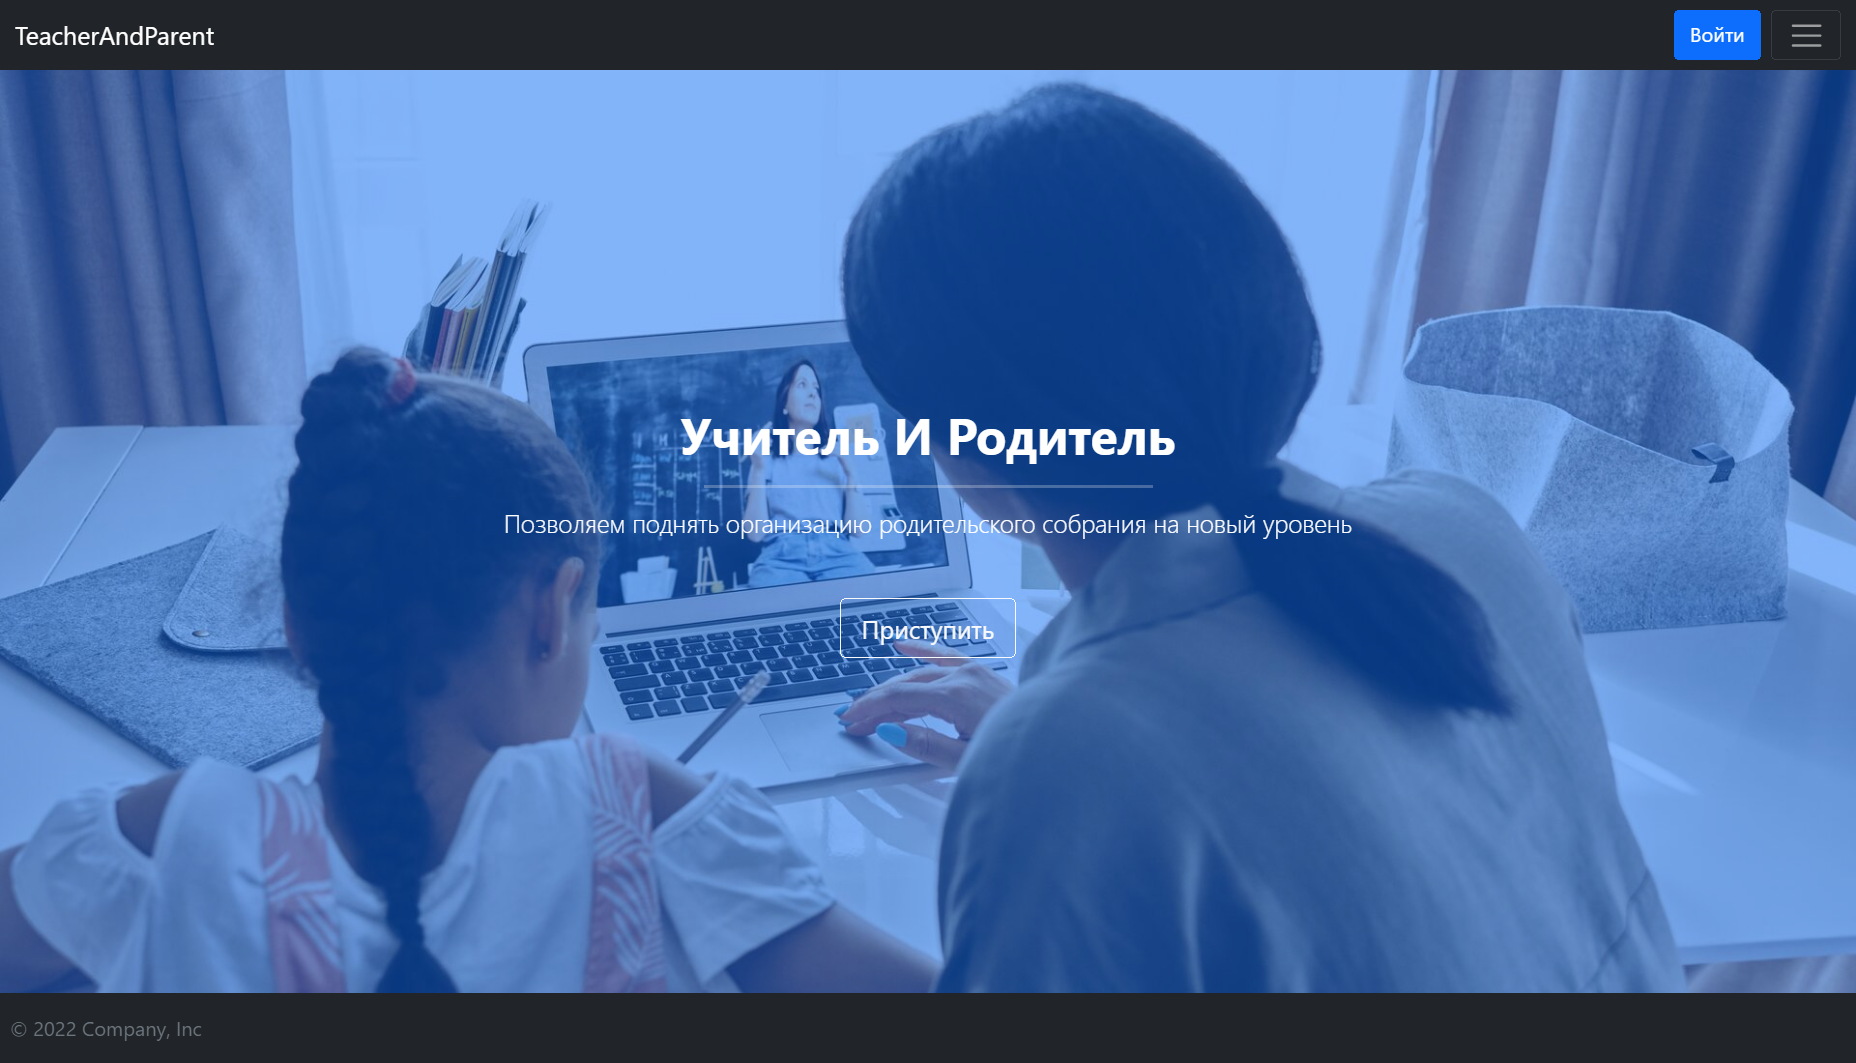 TeacherAndParent
Войти
Учитель И Родитель
Позволяем поднять организацию родительского собрания на новый уровень
Приступить
© 2022 Company, Inc